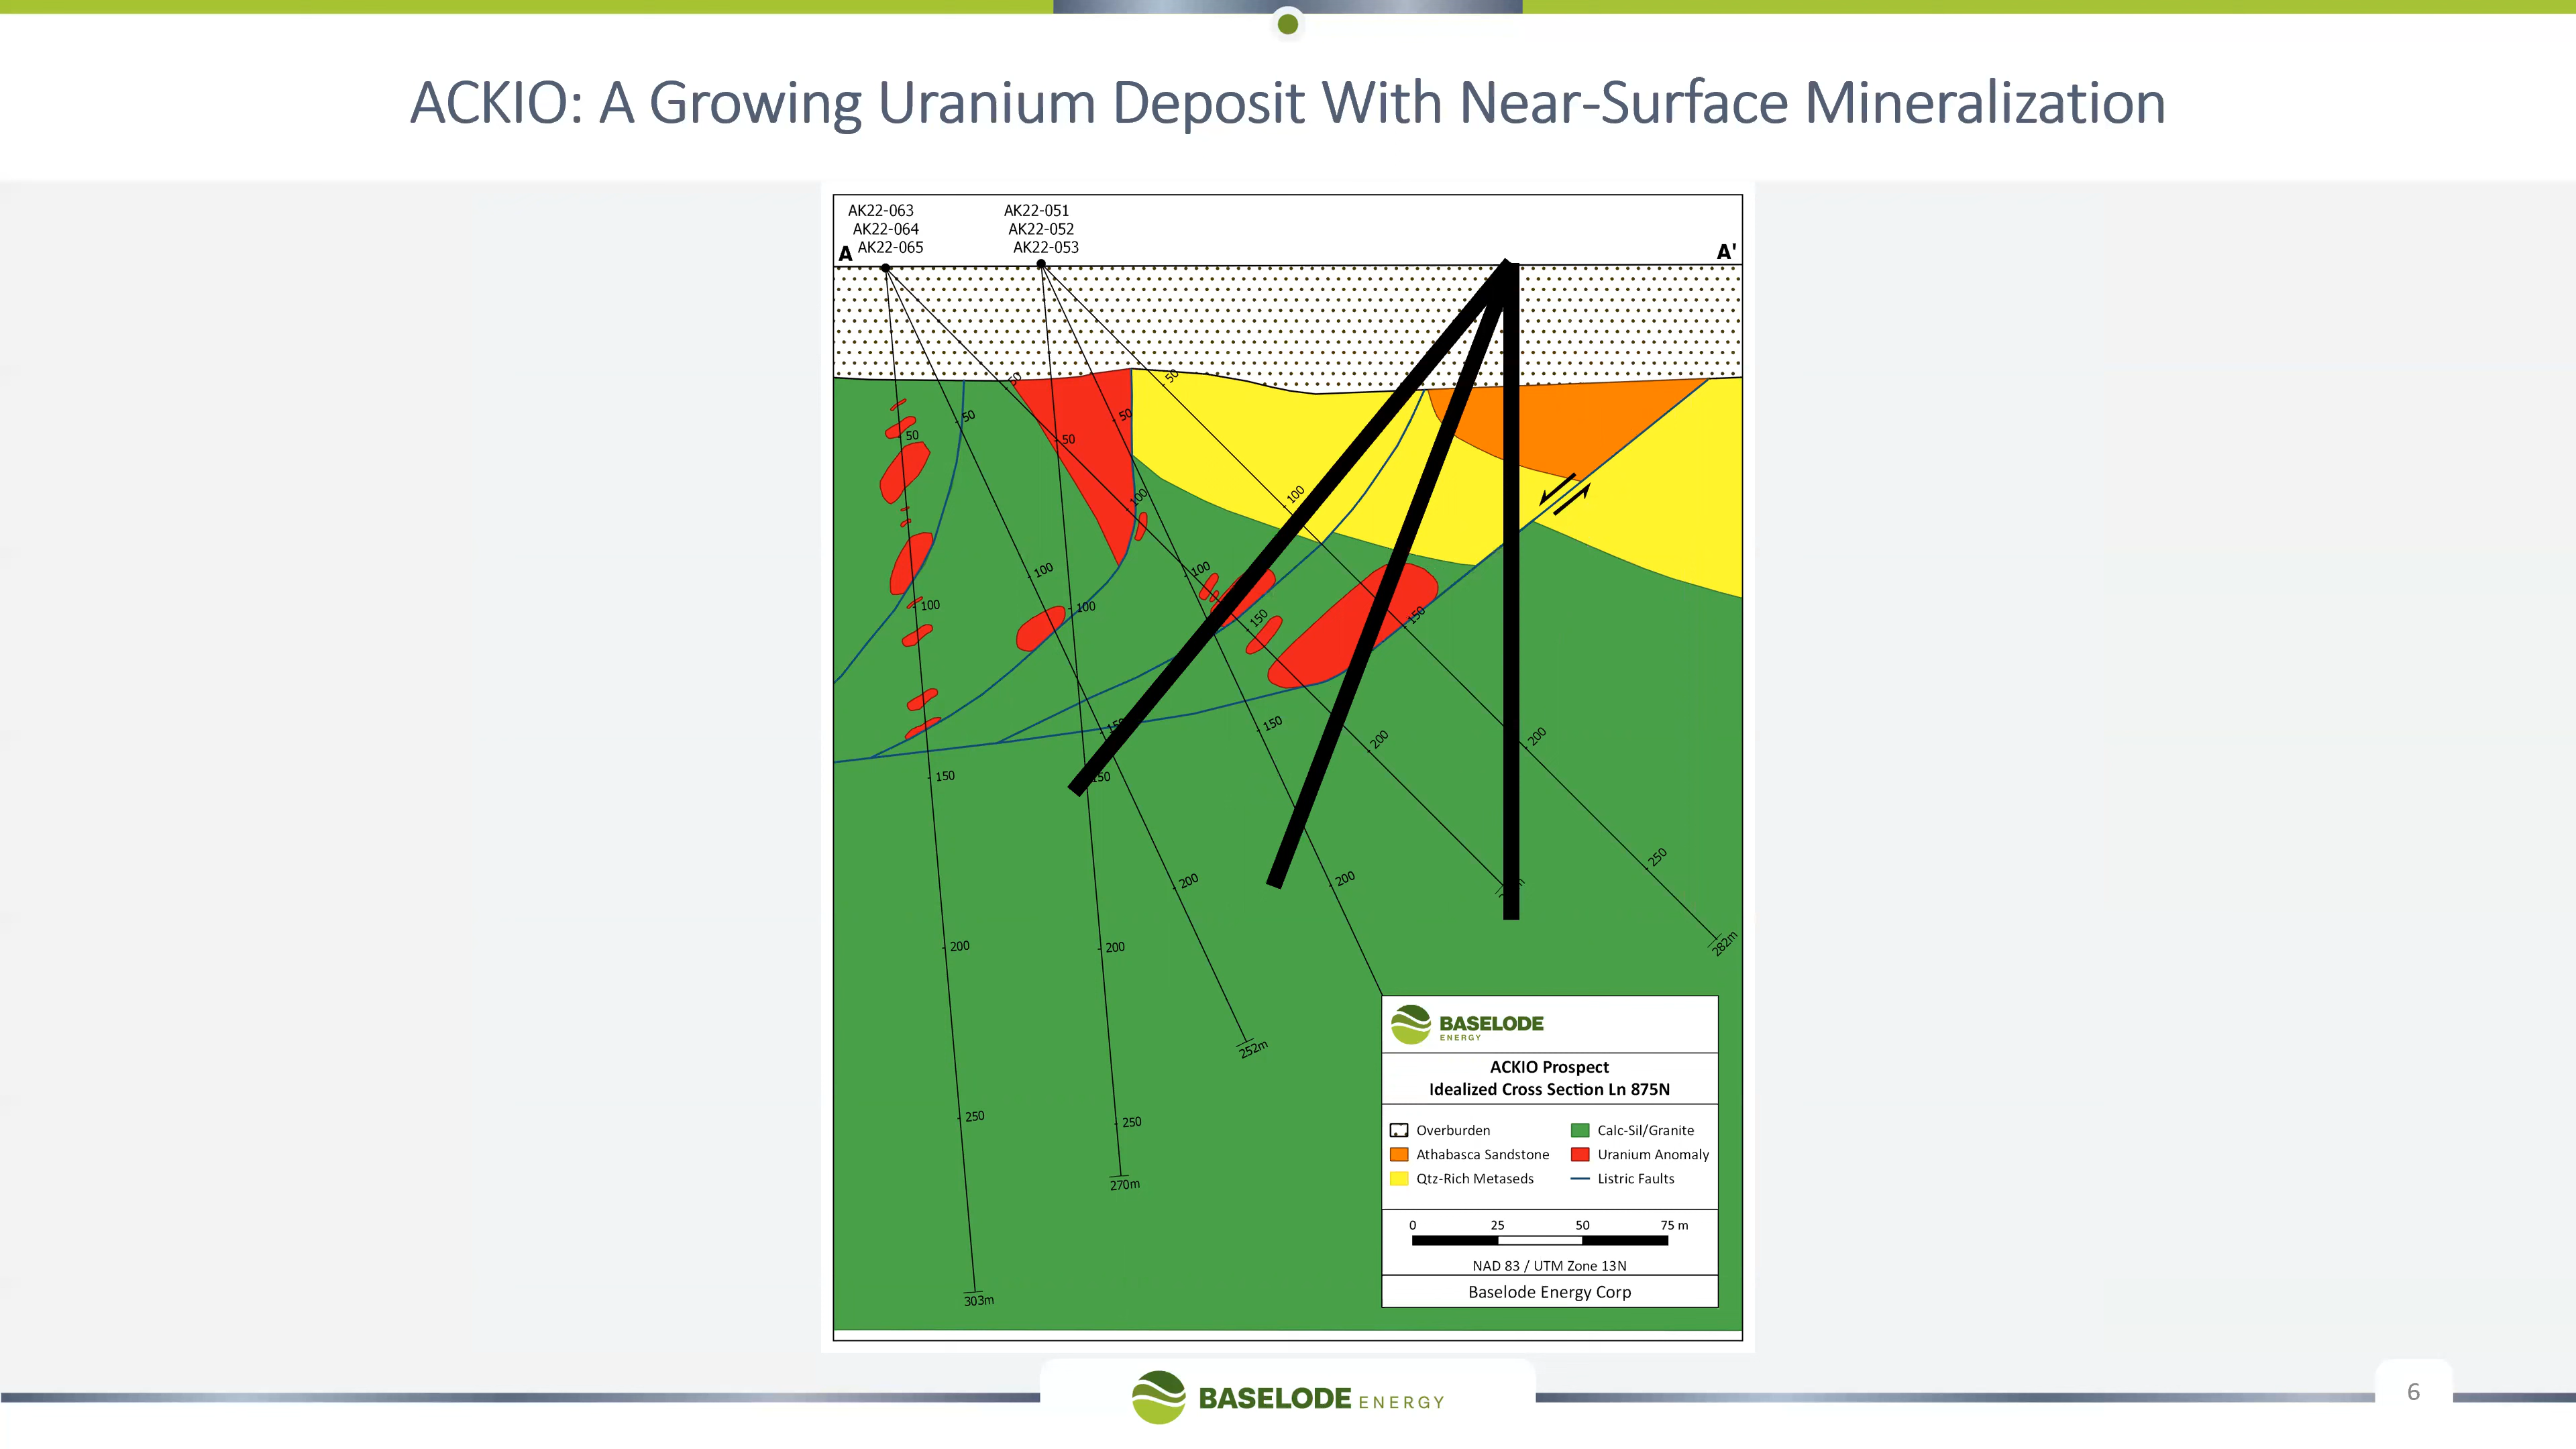 ACKIO: A Growing Uranium Deposit With Near-Surface Mineralization
AK22-063
AK22-064
AK22-065
AK22-051
AK22-052
AK22-053
A
A'
50
50
50
50
50
50
100
100
100
100
100
100
150
150
150
150
150
200
200
200
200
200
200
250
250
250
252m
270m
282m
303m
BASELODE
ENERGY
ACKIO Prospect
Idealized Cross Section Ln 875N
Overburden
Calc-Sil/Granite
Athabasca Sandstone
Uranium Anomaly
Qtz-Rich Metaseds
Listric Faults
0 25 50 75 m
NAD 83 / UTM Zone 13N
Baselode Energy Corp
BASELODE ENERGY
6